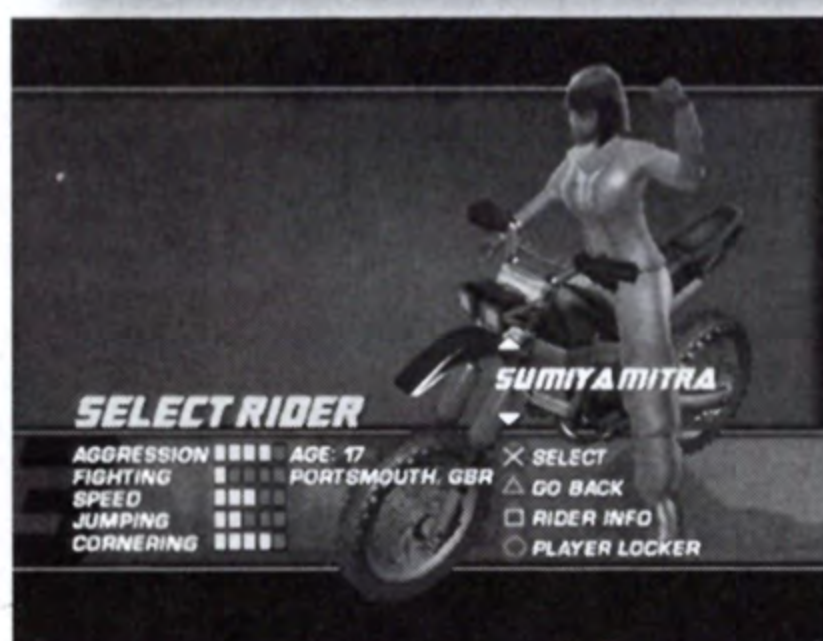 SUMIYA MITRA
SELECT RIDER
AGGRESSION AGE: 17
FIGHTING PORTSMOUTH, GBR
SPEED
JUMPING
CORNERING
SELECT
GO BACK
RIDER INFO
PLAYER LOCKER